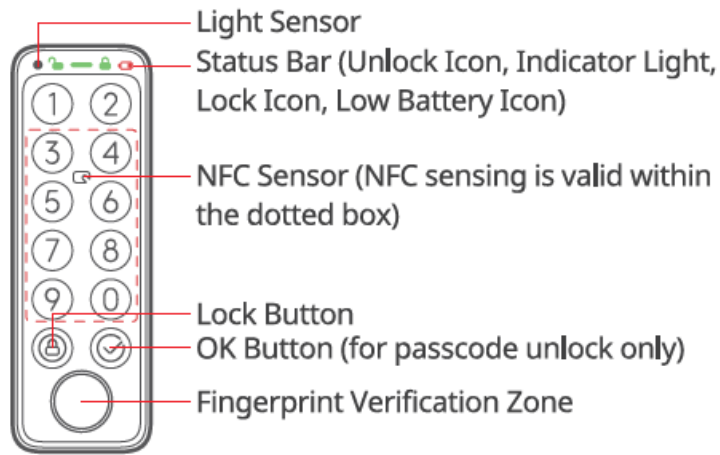 Light Sensor
Status Bar (Unlock Icon, Indicator Light,
Lock Icon, Low Battery Icon)
1 2
3 4
NFC Sensor (NFC sensing is valid within
the dotted box)
5 6
7 8
9 0
Lock Button
OK Button (for passcode unlock only)
Fingerprint Verification Zone